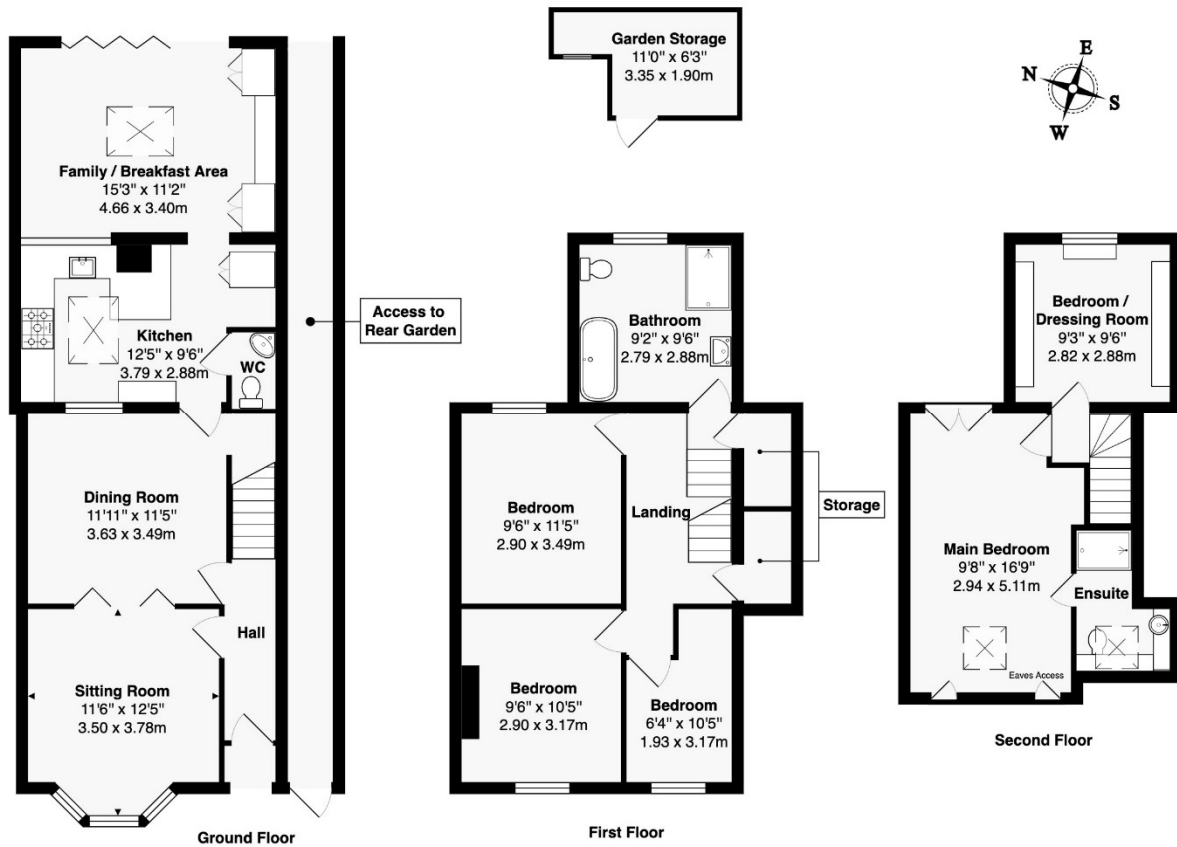 Garden Storage
11'0" x 6'3"
3.35 x 1.90m
E
N
S
W
Family / Breakfast Area
15'3" x 11'2"
4.66 x 3.40m
Access to
Rear Garden
Kitchen
12'5" x 9'6"
3.79 x 2.88m
WC
Dining Room
11'11" x 11'5"
3.63 x 3.49m
Hall
Sitting Room
11'6" x 12'5"
3.50 x 3.78m
Ground Floor
Bathroom
9'2" x 9'6"
2.79 x 2.88m
Bedroom
9'6" x 11'5"
2.90 x 3.49m
Landing
Storage
Bedroom
9'6" x 10'5"
2.90 x 3.17m
Bedroom
6'4" x 10'5"
1.93 x 3.17m
First Floor
Bedroom /
Dressing Room
9'3" x 9'6"
2.82 x 2.88m
Main Bedroom
9'8" x 16'9"
2.94 x 5.11m
Ensuite
Eaves Access
Second Floor